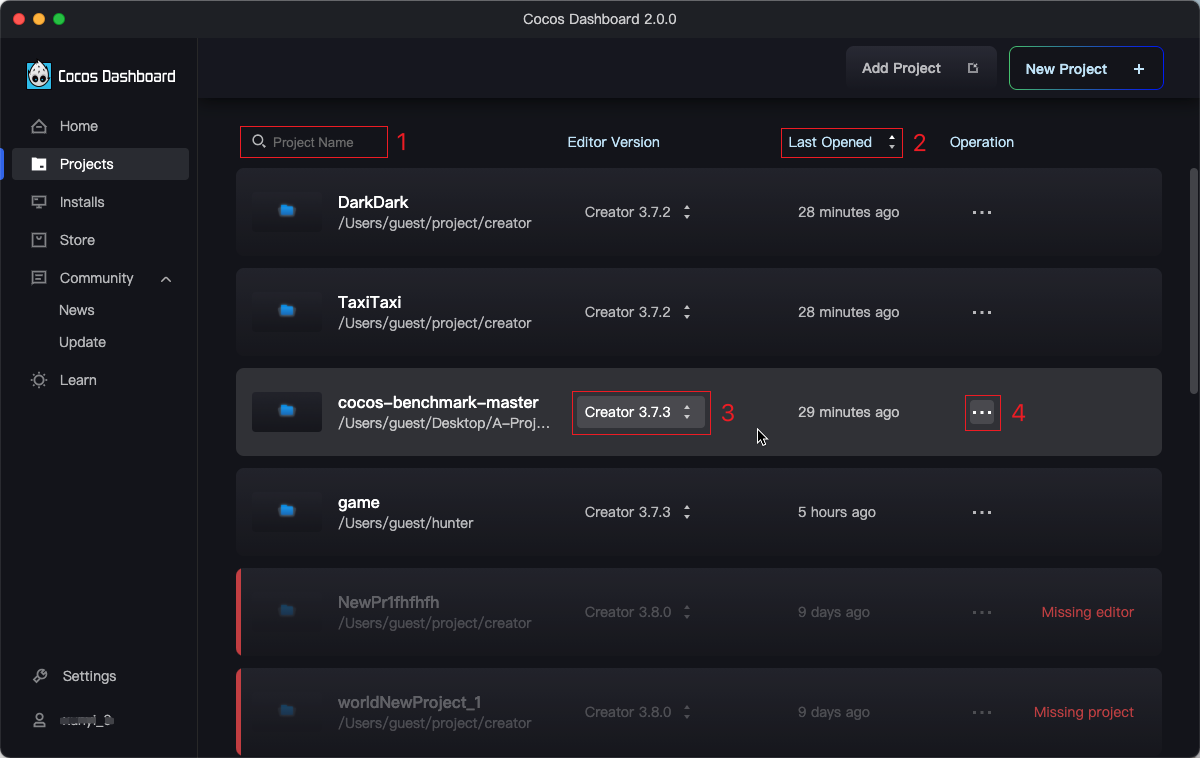 Cocos Dashboard 2.0.0
Cocos Dashboard
Add Project
New Project +
Home
Projects
Installs
Store
Community
News
Update
Learn
Settings
Project Name 1 Editor Version Last Opened 2 Operation
DarkDark
/Users/guest/project/creator
Creator 3.7.2 28 minutes ago ...
TaxiTaxi
/Users/guest/project/creator
Creator 3.7.2 28 minutes ago ...
cocos-benchmark-master
/Users/guest/Desktop/A-Proj...
Creator 3.7.3 3 29 minutes ago ... 4
game
/Users/guest/hunter
Creator 3.7.3 5 hours ago ...
NewPr1fhfhfh
/Users/guest/project/creator
Creator 3.8.0 9 days ago ... Missing editor
worldNewProject_1
/Users/guest/project/creator
Creator 3.8.0 9 days ago ... Missing project